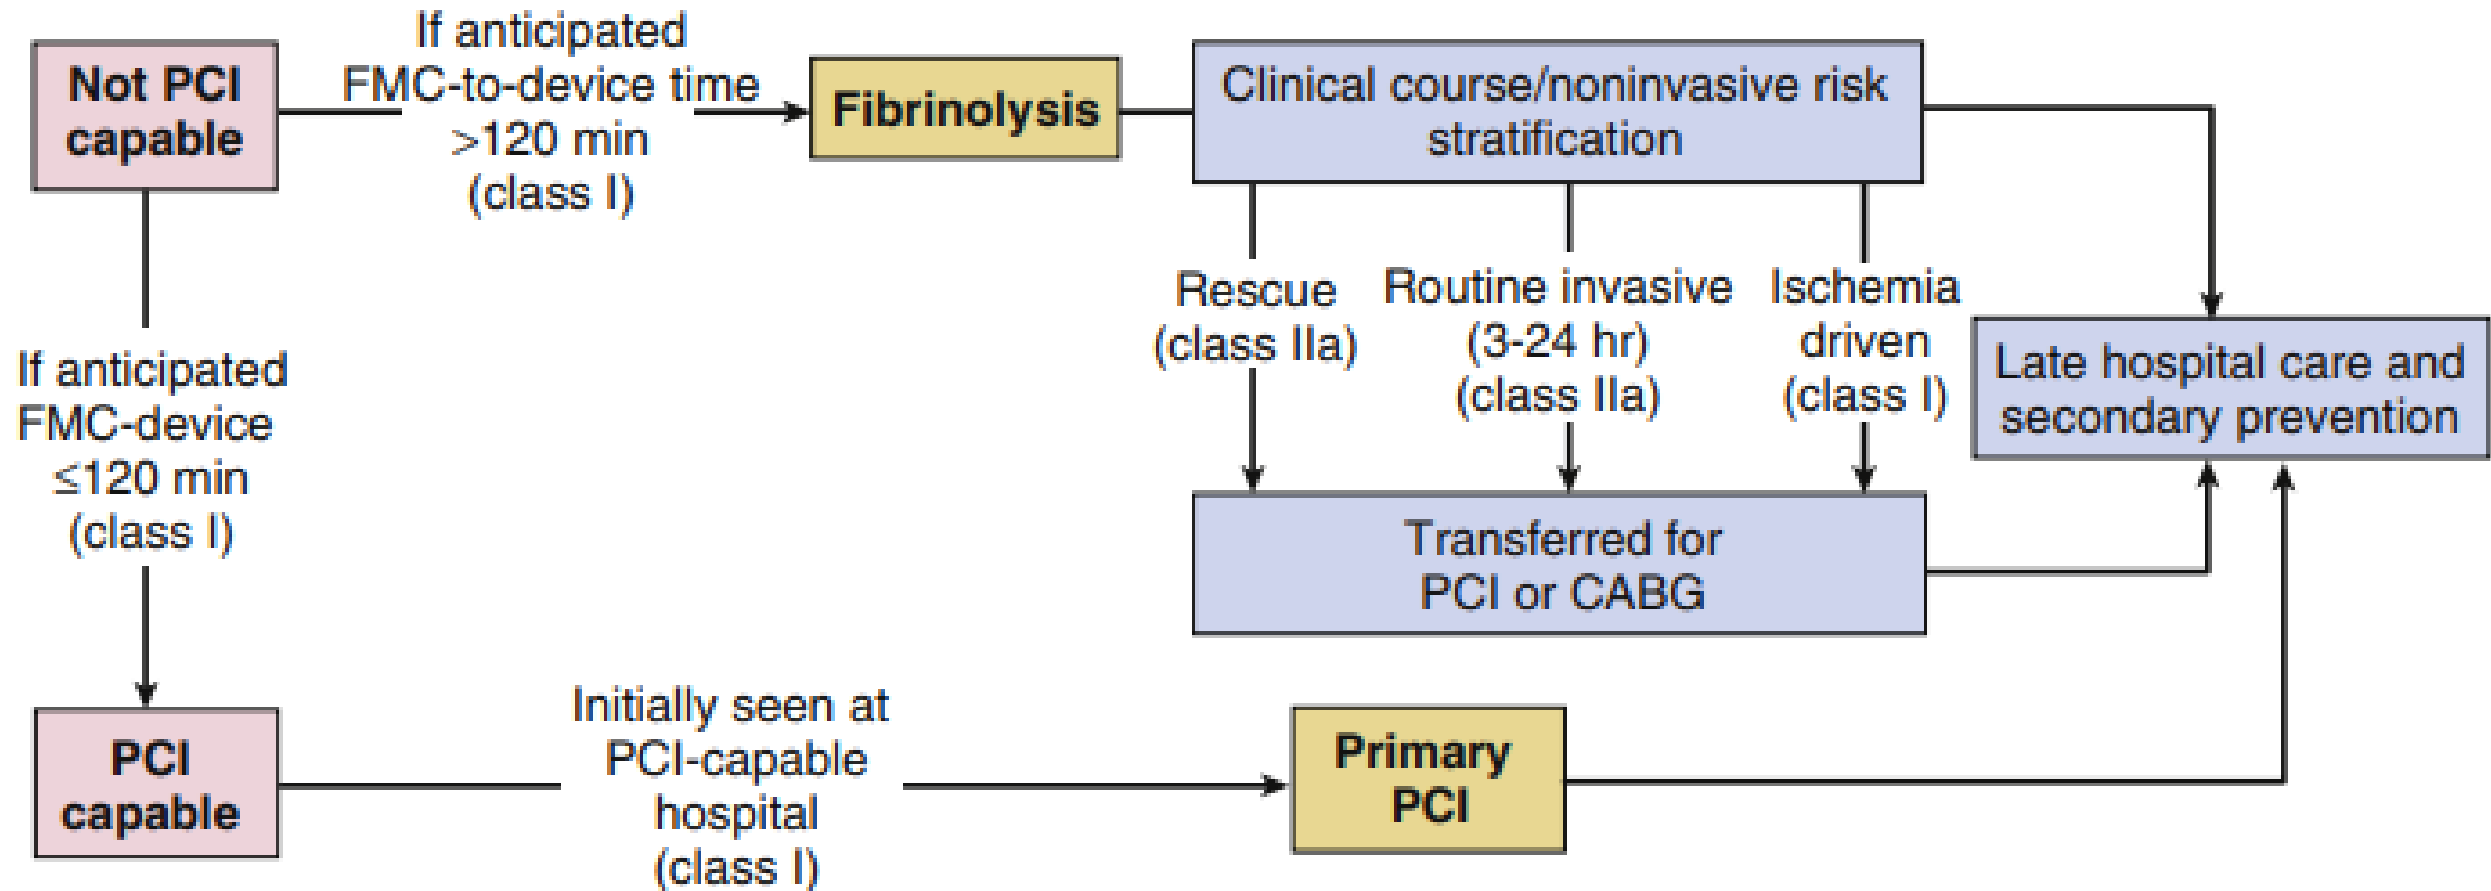 Not PCI
capable
If anticipated
FMC-to-device time
>120 min
(class I)
Fibrinolysis
Clinical course/noninvasive risk
stratification
If anticipated
FMC-device
≤120 min
(class I)
Rescue
(class IIa)
Routine invasive
(3-24 hr)
(class IIa)
Ischemia
driven
(class I)
Late hospital care and
secondary prevention
Transferred for
PCI or CABG
PCI
capable
Initially seen at
PCI-capable
hospital
(class I)
Primary
PCI